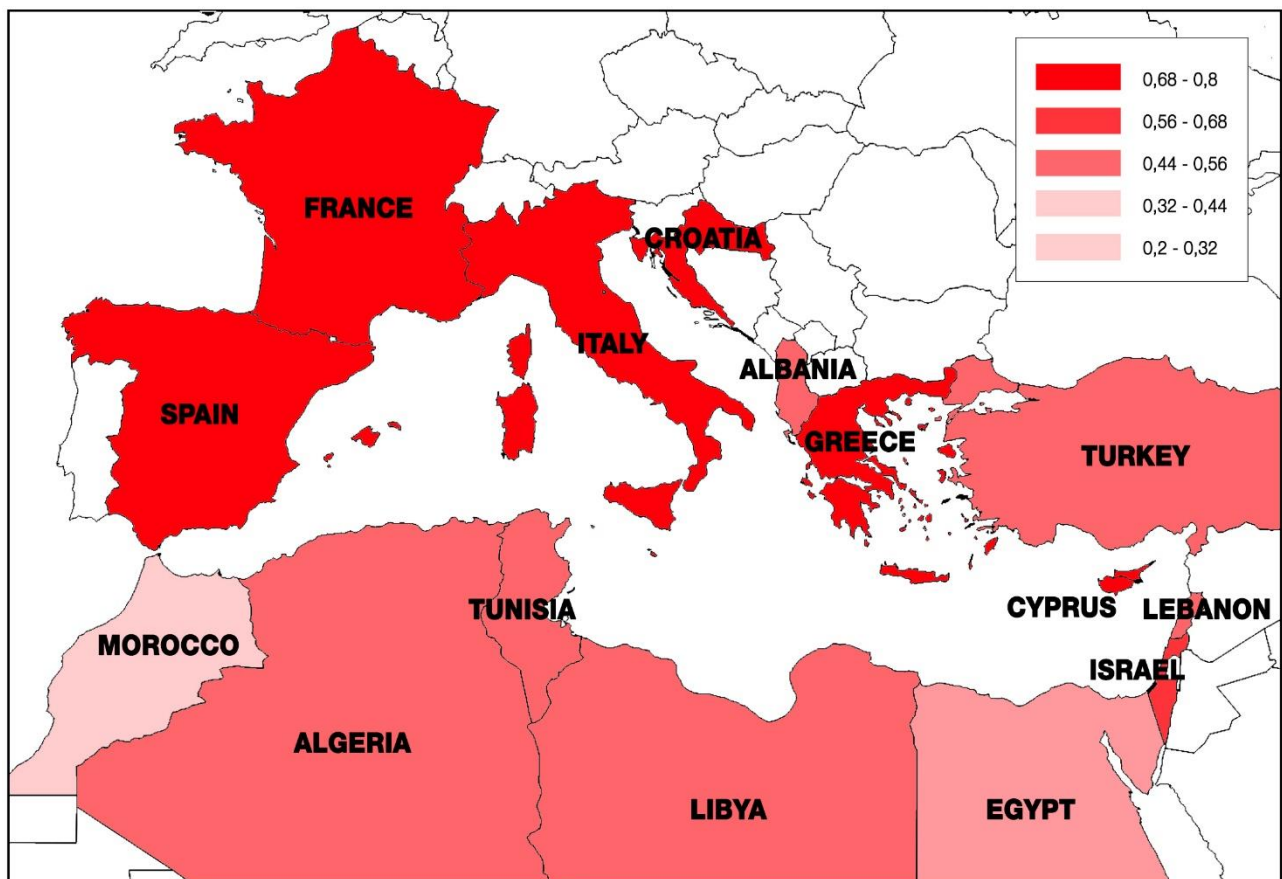 0,68 - 0,8
0,56 - 0,68
0,44 - 0,56
0,32 - 0,44
0,2 - 0,32
FRANCE
CROATIA
ITALY
ALBANIA
SPAIN
GREECE
TURKEY
TUNISIA
CYPRUS
LEBANON
MOROCCO
ISRAEL
ALGERIA
LIBYA
EGYPT